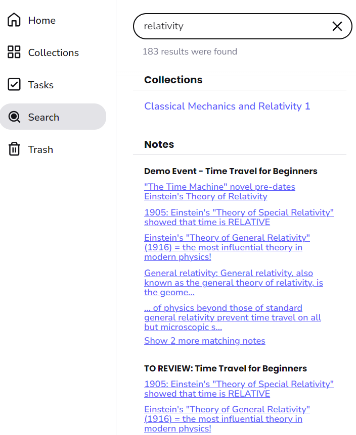 Home
Collections
Tasks
Search
Trash
relativity
183 results were found
Collections
Classical Mechanics and Relativity 1
Notes
Demo Event - Time Travel for Beginners
"The Time Machine" novel pre-dates
Einstein's Theory of Relativity
1905: Einstein's "Theory of Special Relativity"
showed that time is RELATIVE
Einstein's "Theory of General Relativity"
(1916) = the most influential theory in
modern physics!
General relativity: General relativity, also
known as the general theory of relativity, is
the geome...
... of physics beyond those of standard
general relativity prevent time travel on all
but microscopic s...
Show 2 more matching notes
TO REVIEW: Time Travel for Beginners
1905: Einstein's "Theory of Special Relativity"
showed that time is RELATIVE
Einstein's "Theory of General Relativity"
(1916) = the most influential theory in
modern physics!